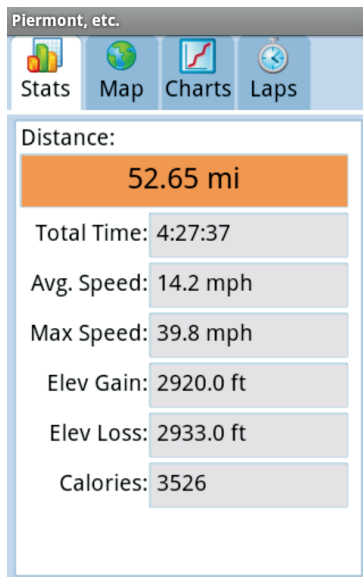 Piermont, etc.
Stats Map Charts Laps
Distance:
52.65 mi
Total Time: 4:27:37
Avg. Speed: 14.2 mph
Max Speed: 39.8 mph
Elev Gain: 2920.0 ft
Elev Loss: 2933.0 ft
Calories: 3526